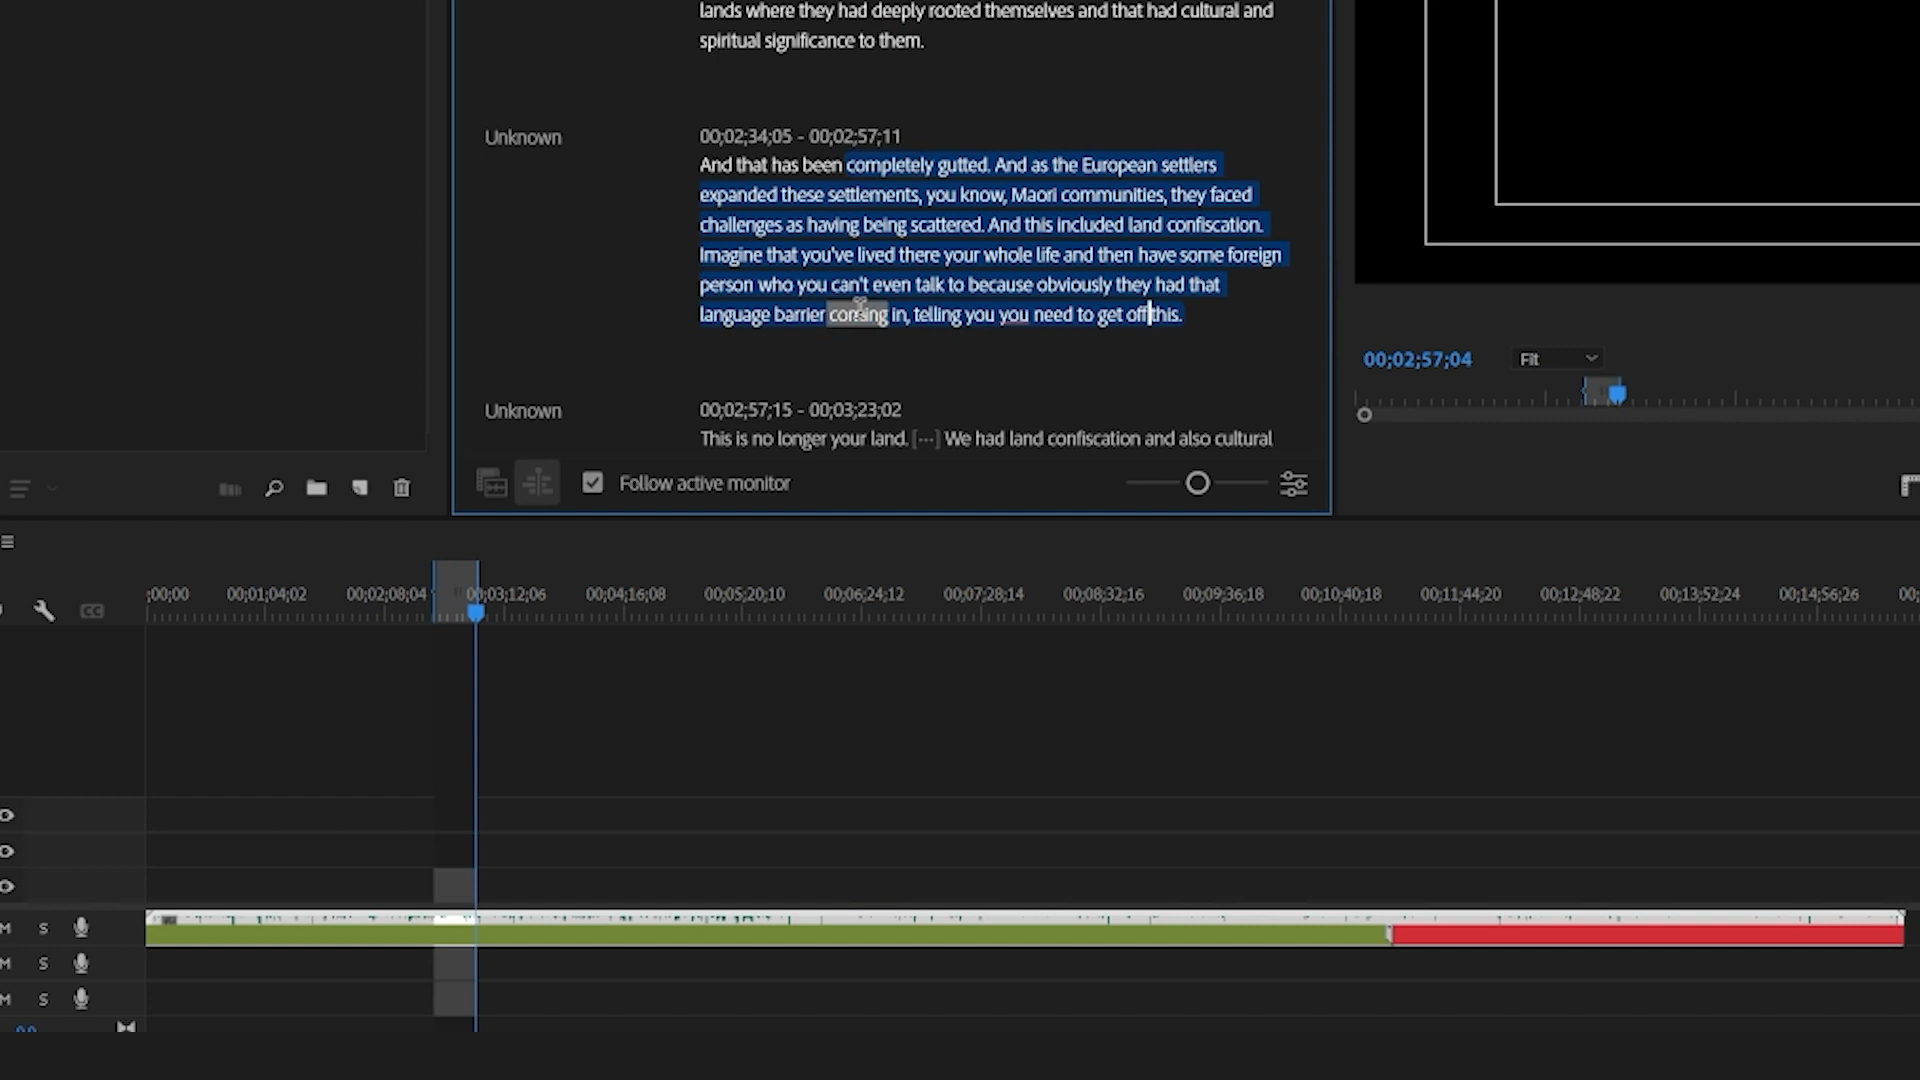 lands where they had deeply rooted themselves and that had cultural and
spiritual significance to them.
Unknown
00;02;34;05 - 00;02;57;11
And that has been completely gutted. And as the European settlers
expanded these settlements, you know, Maori communities, they faced
challenges as having being scattered. And this included land confiscation.
Imagine that you've lived there your whole life and then have some foreign
person who you can't even talk to because obviously they had that
language barrier coming in, telling you you need to get off this.
00;02;57;04
Fit
Unknown
00;02;57;15 - 00;03;23;02
This is no longer your land. [···] We had land confiscation and also cultural
Follow active monitor
;00;00 00;01;04;02 00;02;08;04 00;03;12;06 00;04;16;08 00;05;20;10 00;06;24;12 00;07;28;14 00;08;32;16 00;09;36;18 00;10;40;18 00;11;44;20 00;12;48;22 00;13;52;24 00;14;56;26 00;
CC
M S
M S
M S